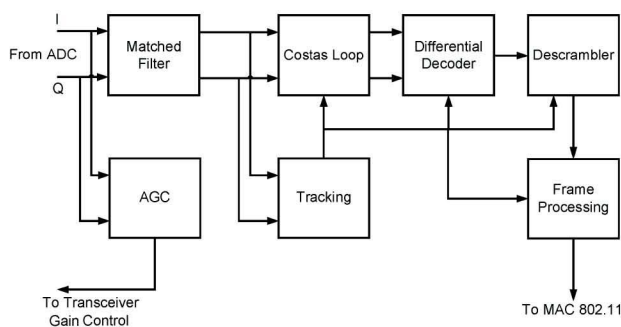 I
From ADC
Q
Matched
Filter
Costas Loop
Differential
Decoder
Descrambler
AGC
Tracking
Frame
Processing
To Transceiver
Gain Control
To MAC 802.11